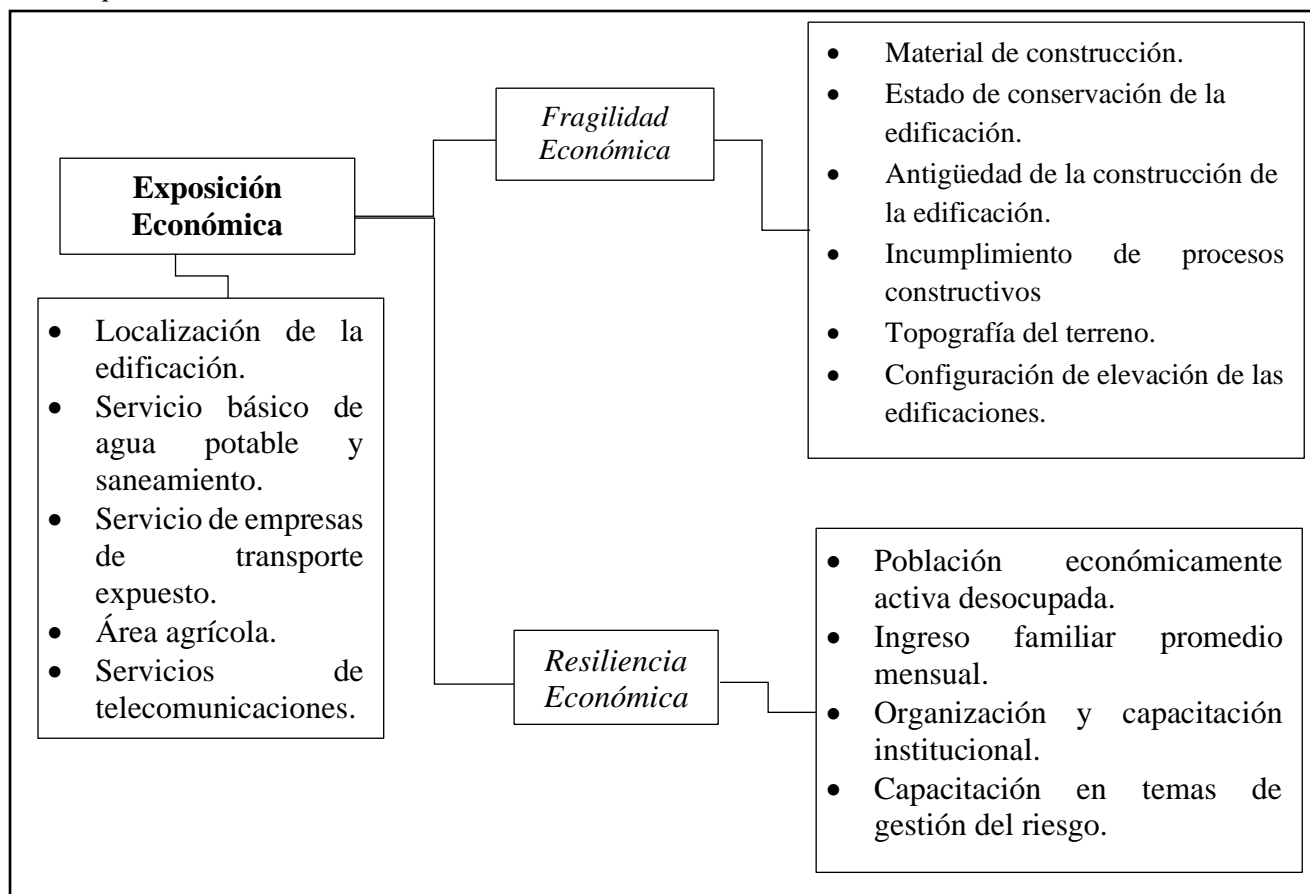 Exposición
Económica
• Localización de la
edificación.
• Servicio básico de
agua potable y
saneamiento.
• Servicio de empresas
de transporte
expuesto.
• Área agrícola.
• Servicios de
telecomunicaciones.
Fragilidad
Económica
• Material de construcción.
• Estado de conservación de la
edificación.
• Antigüedad de la construcción de
la edificación.
• Incumplimiento de procesos
constructivos
• Topografía del terreno.
• Configuración de elevación de las
edificaciones.
Resiliencia
Económica
• Población económicamente
activa desocupada.
• Ingreso familiar promedio
mensual.
• Organización y capacitación
institucional.
• Capacitación en temas de
gestión del riesgo.